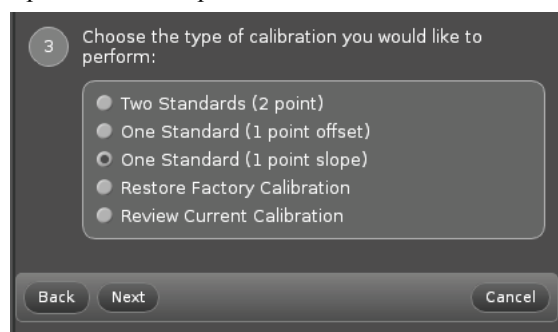 3
Choose the type of calibration you would like to
perform:
Two Standards (2 point)
One Standard (1 point offset)
One Standard (1 point slope)
Restore Factory Calibration
Review Current Calibration
Back Next Cancel